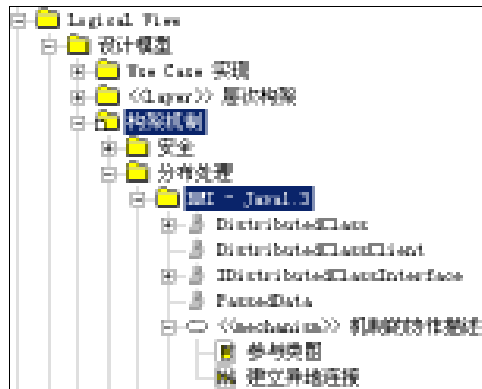 Logical View
设计模型
Use Case 实现
<<Layer>> 层次构架
构架机制
安全
分布处理
RMI - Java1.3
DistributedClass
DistributedClassClient
IDistributedClassInterface
PassedData
<<mechanism>> 机制的协作描述
参与类图
建立异地连接